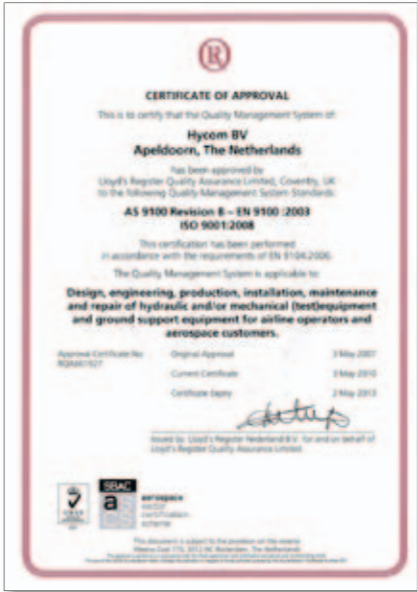 CERTIFICATE OF APPROVAL
This is to certify that the Quality Management System of:
Hycom BV
Apeldoorn, The Netherlands
has been approved by
Lloyd's Register Quality Assurance Limited, Coventry, UK
to the following Quality Management System Standards:
AS 9100 Revision B – EN 9100 :2003
ISO 9001:2008
This certification has been performed
in accordance with the requirements of EN 9104:2006.
The Quality Management System is applicable to:
Design, engineering, production, installation, maintenance
and repair of hydraulic and/or mechanical (test)equipment
and ground support equipment for airline operators and
aerospace customers.
Approval Certificate No Original Approval 3 May 2007
Current Certificate 3 May 2010
Certificate Expiry 2 May 2013
Issued by: Lloyd's Register Nederland B.V. for and on behalf of
Lloyd's Register Quality Assurance Limited
SBAC
aerospace
sector
certification
scheme
This document is subject to the provision on the reverse